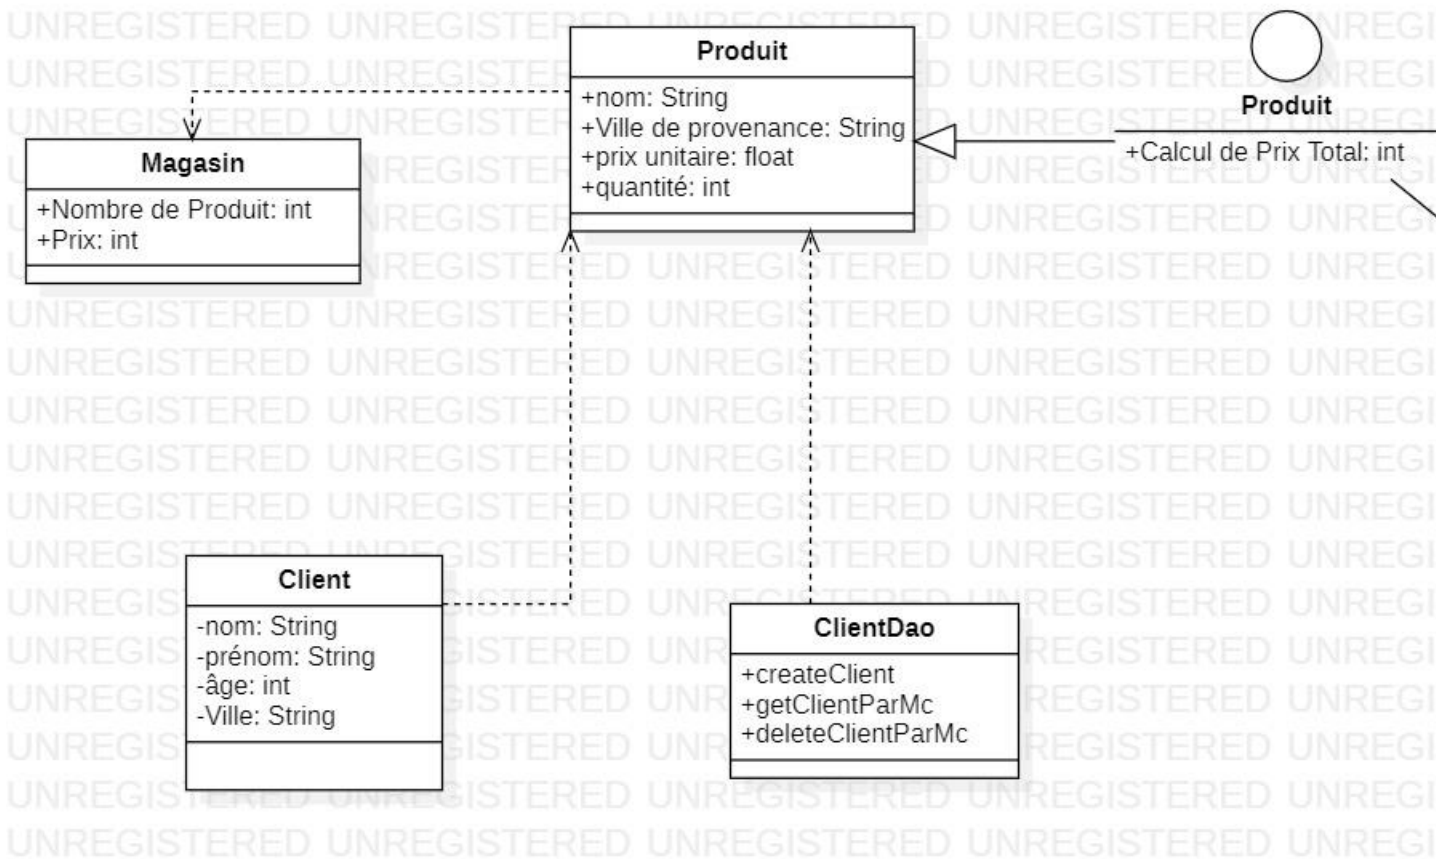 Produit
+nom: String
+Ville de provenance: String
+prix unitaire: float
+quantité: int
Produit
+Calcul de Prix Total: int
Magasin
+Nombre de Produit: int
+Prix: int
Client
-nom: String
-prénom: String
-âge: int
-Ville: String
ClientDao
+createClient
+getClientParMc
+deleteClientParMc
UNREGISTERED